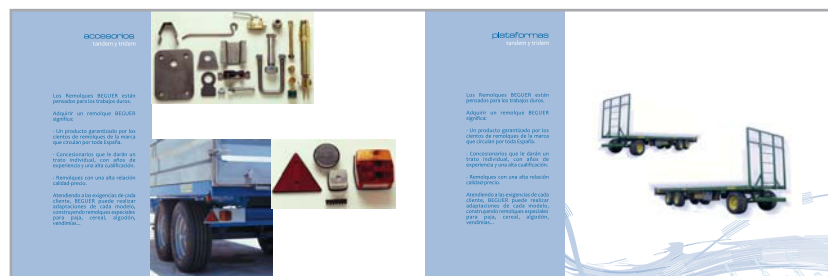 accesorios
tandem y tridem
Los Remolques BEGUER están
pensados para los trabajos duros.
Adquirir un remolque BEGUER
significa:
- Un producto garantizado por los
cientos de remolques de la marca
que circulan por toda España.
- Concesionarios que le darán un
trato individual, con años de
experiencia y una alta cualificación.
- Remolques con una alta relación
calidad-precio.
Atendiendo a las exigencias de cada
cliente, BEGUER puede realizar
adaptaciones de cada modelo,
construyendo remolques especiales
para paja, cereal, algodón,
vendimias...
plataformas
tandem y tridem
Los Remolques BEGUER están
pensados para los trabajos duros.
Adquirir un remolque BEGUER
significa:
- Un producto garantizado por los
cientos de remolques de la marca
que circulan por toda España.
- Concesionarios que le darán un
trato individual, con años de
experiencia y una alta cualificación.
- Remolques con una alta relación
calidad-precio.
Atendiendo a las exigencias de cada
cliente, BEGUER puede realizar
adaptaciones de cada modelo,
construyendo remolques especiales
para paja, cereal, algodón,
vendimias...